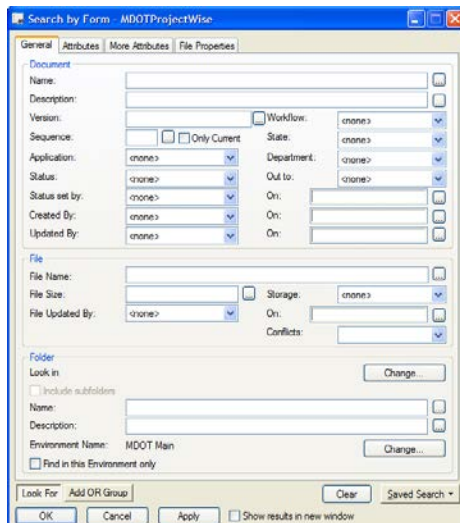 Search by Form - MDOTProjectWise
General Attributes More Attributes File Properties
Document
Name: ...
Description: ...
Version: ... Workflow: <none>
Sequence: ... Only Current State: <none>
Application: <none> Department: <none>
Status: <none> Out to: <none>
Status set by: <none> On: ...
Created By: <none> On: ...
Updated By: <none> On: ...
File
File Name: ...
File Size: ... Storage: <none>
File Updated By: <none> On: ...
Conflicts:
Folder
Look in Change...
Include subfolders
Name: ...
Description: ...
Environment Name: MDOT Main Change...
Find in this Environment only
Look For Add OR Group Clear Saved Search
OK Cancel Apply Show results in new window